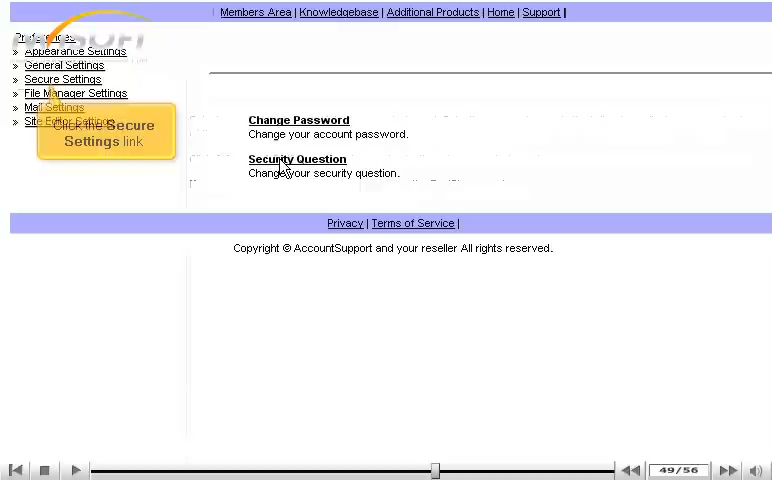 Members Area | Knowledgebase | Additional Products | Home | Support |
Preferences
» Appearance Settings
» General Settings
» Secure Settings
» File Manager Settings
» Mail Settings
» Site Editor Settings
Click the Secure
Settings link
Change Password
Change your account password.
Security Question
Change your security question.
Privacy | Terms of Service |
Copyright © AccountSupport and your reseller All rights reserved.
49/56